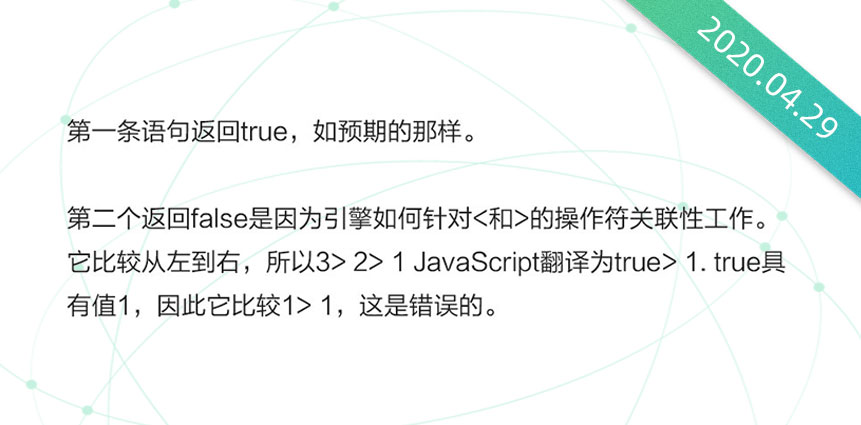 2020.04.29
第一条语句返回true，如预期的那样。
第二个返回false是因为引擎如何针对<和>的操作符关联性工作。
它比较从左到右，所以3> 2> 1 JavaScript翻译为true> 1. true具
有值1，因此它比较1> 1，这是错误的。